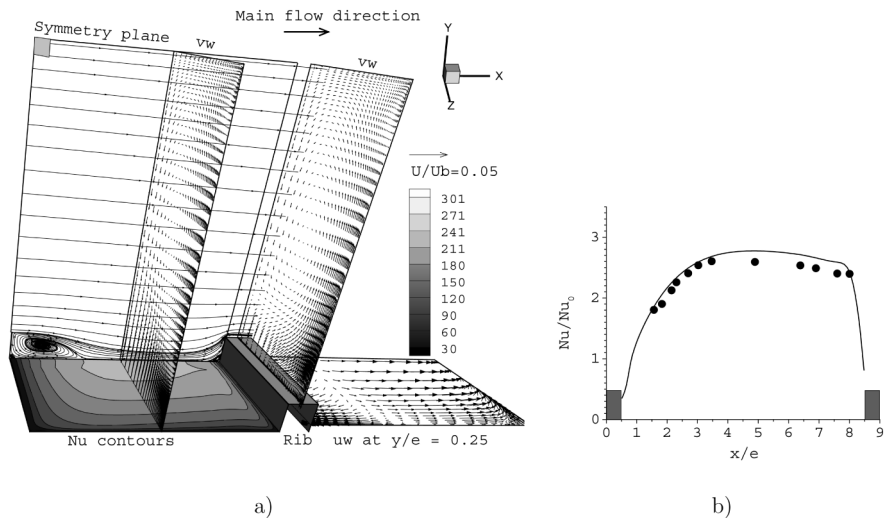 Main flow direction
Symmetry plane
vw
vw
Y
X
Z
U/Ub=0.05
301
271
241
211
180
150
120
90
60
30
Nu contours
Rib
uw at y/e = 0.25
a)
Nu/Nu₀
3
2
1
0
0 1 2 3 4 5 6 7 8 9
x/e
b)